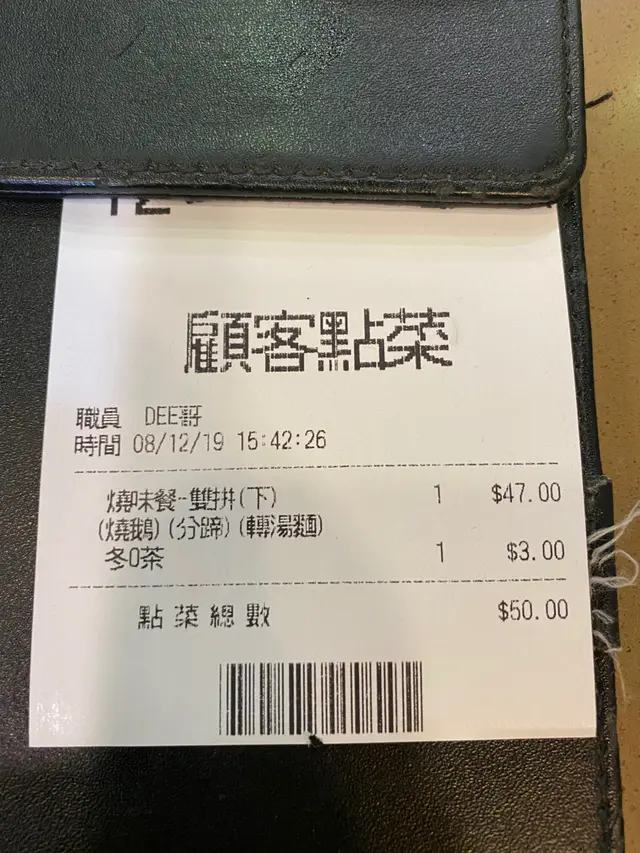 顧客點菜
職員 DEE哥
時間 08/12/19 15:42:26
燒味餐-雙拼(下) 1 $47.00
(燒鵝)(分蹄)(轉湯麵)
冬0茶 1 $3.00
點菜總數 $50.00